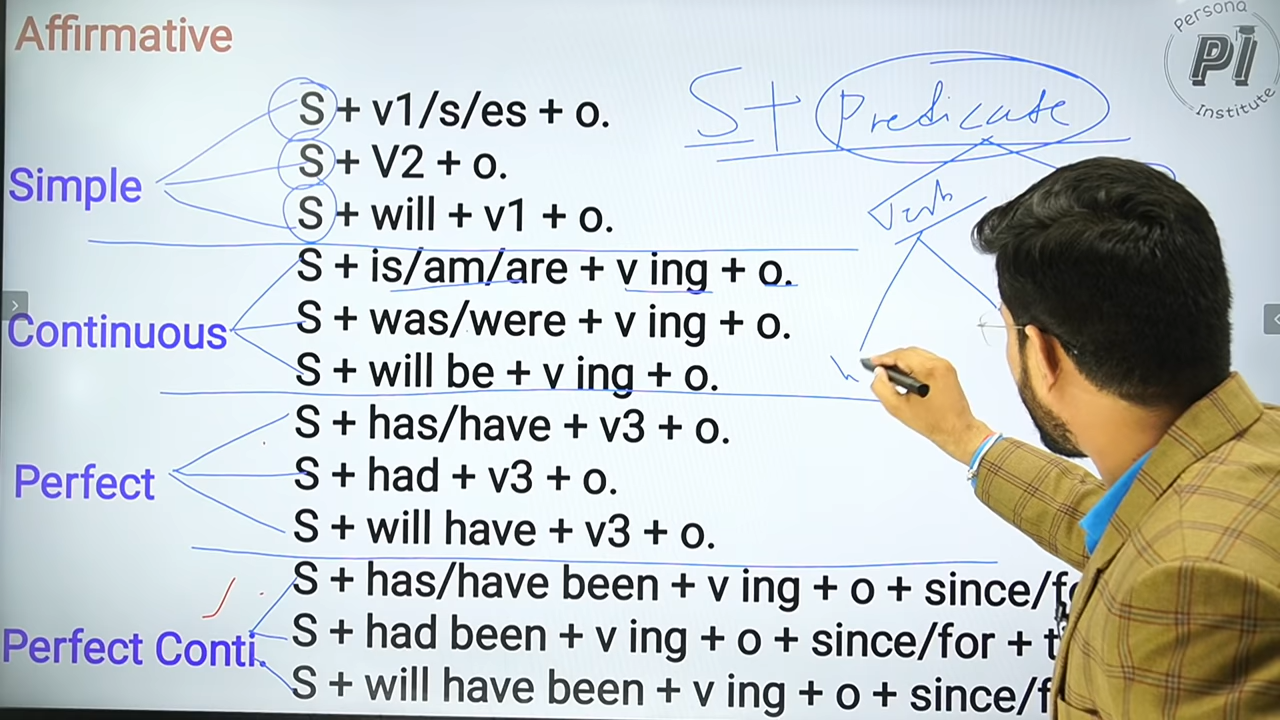 Affirmative
Persona
PI
Institute
S + Predicate
Verb
Simple
S + v1/s/es + o.
S + V2 + o.
S + will + v1 + o.
Continuous
S + is/am/are + v ing + o.
S + was/were + v ing + o.
S + will be + v ing + o.
Perfect
S + has/have + v3 + o.
S + had + v3 + o.
S + will have + v3 + o.
Perfect Conti.
S + has/have been + v ing + o + since/f
S + had been + v ing + o + since/for + t
S + will have been + v ing + o + since/f